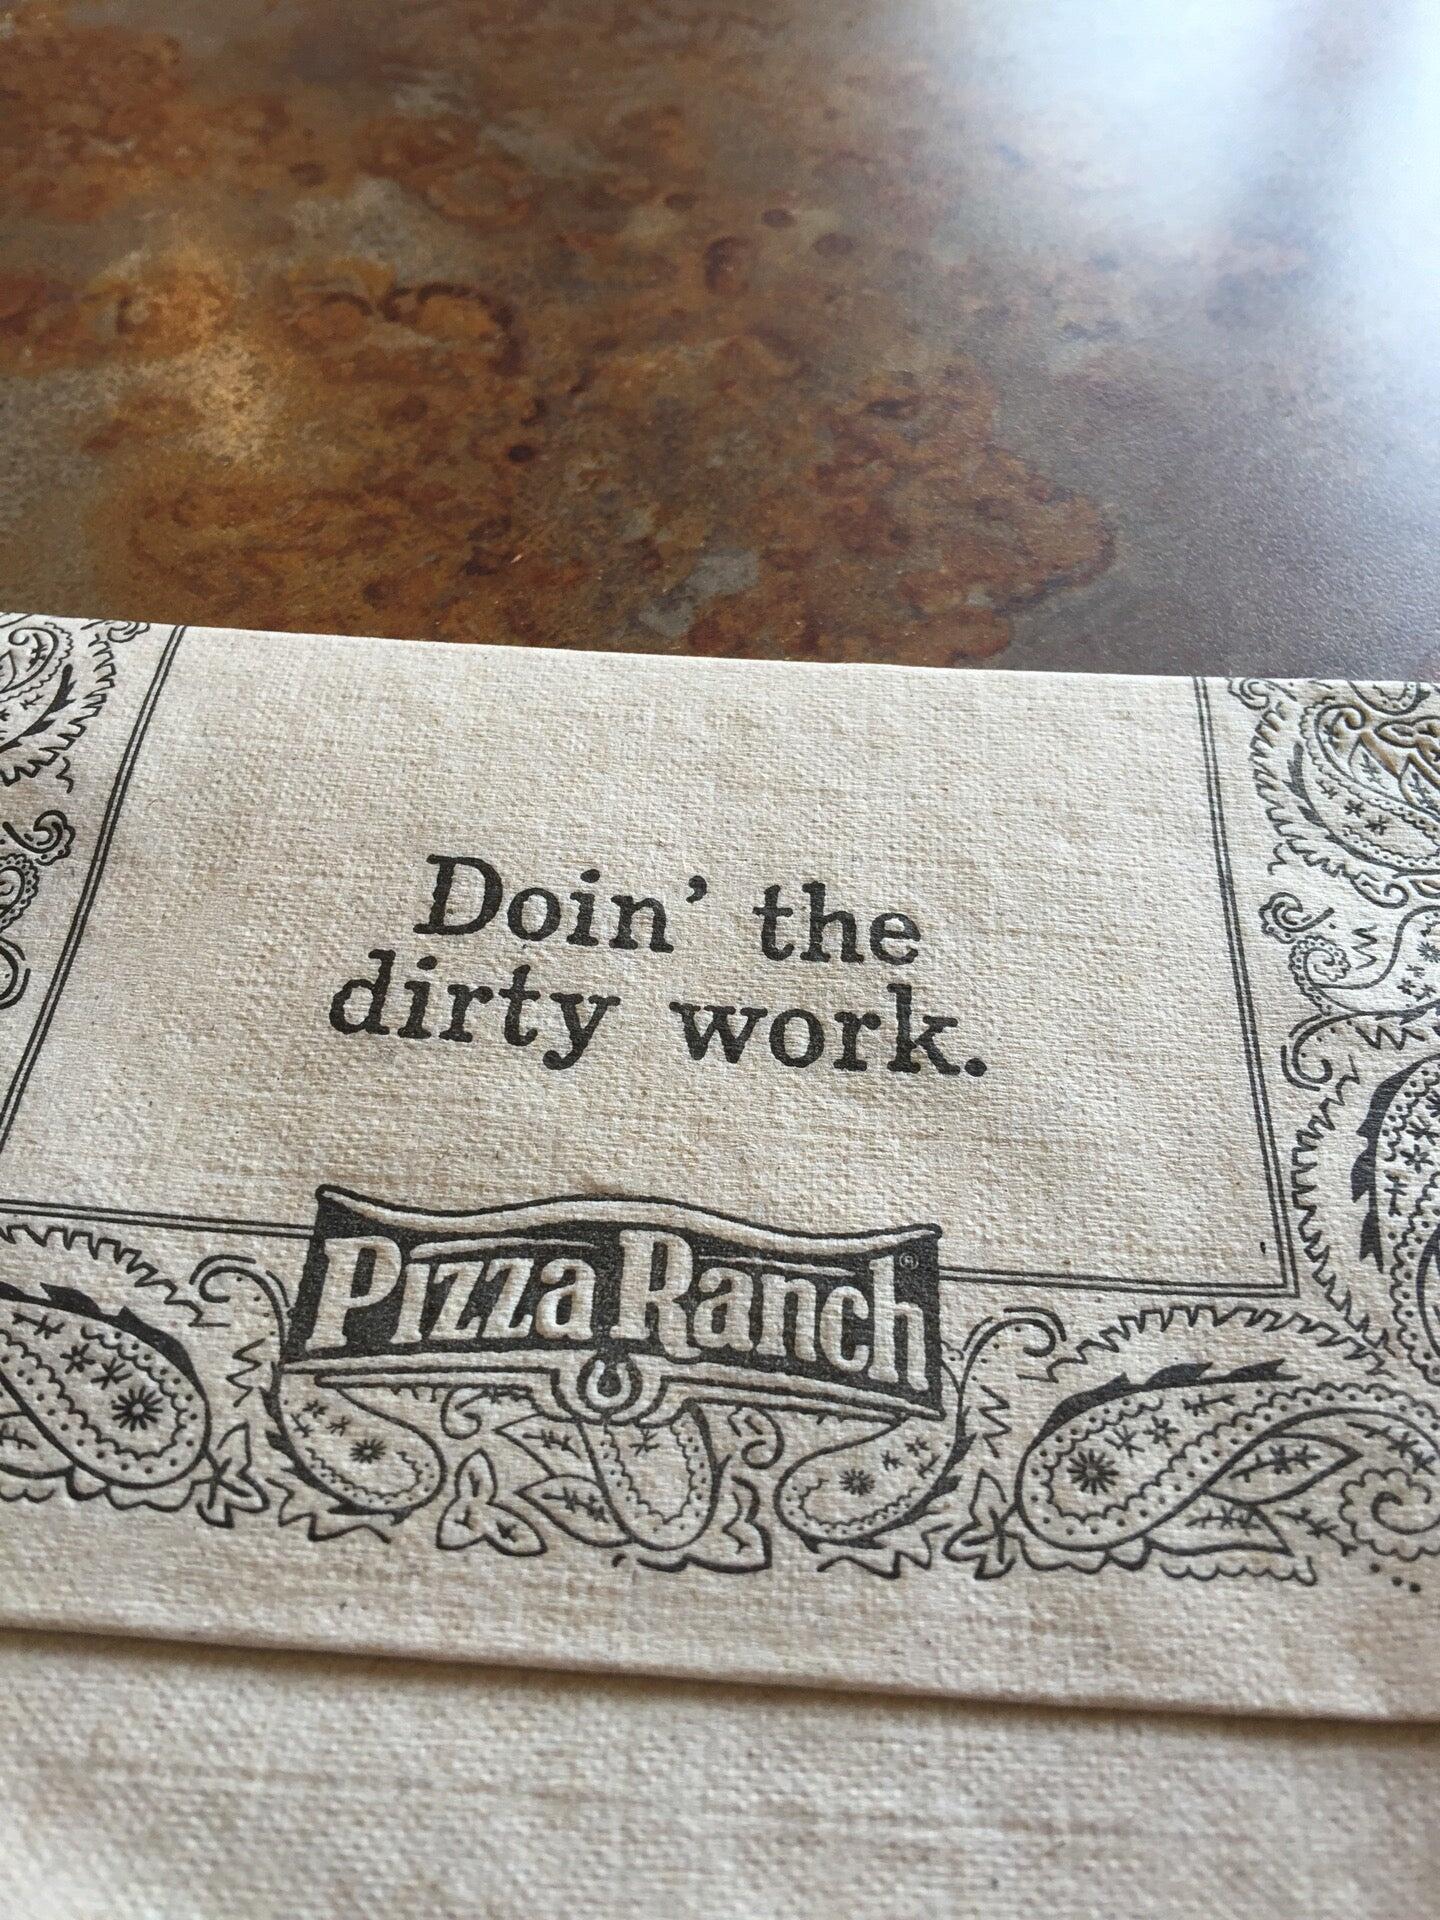 Doin’ the
dirty work.
Pizza Ranch®